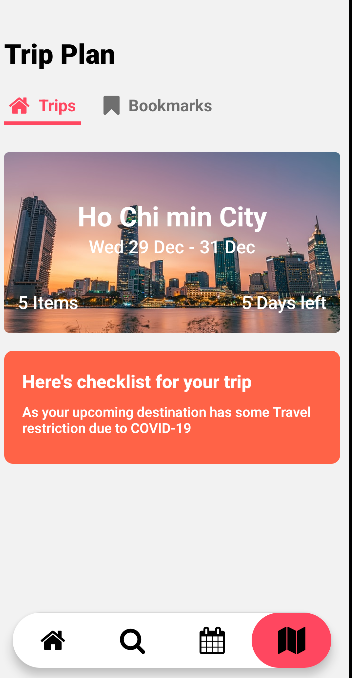 Trip Plan
Trips
Bookmarks
Ho Chi min City
Wed 29 Dec - 31 Dec
5 Items
5 Days left
Here's checklist for your trip
As your upcoming destination has some Travel
restriction due to COVID-19